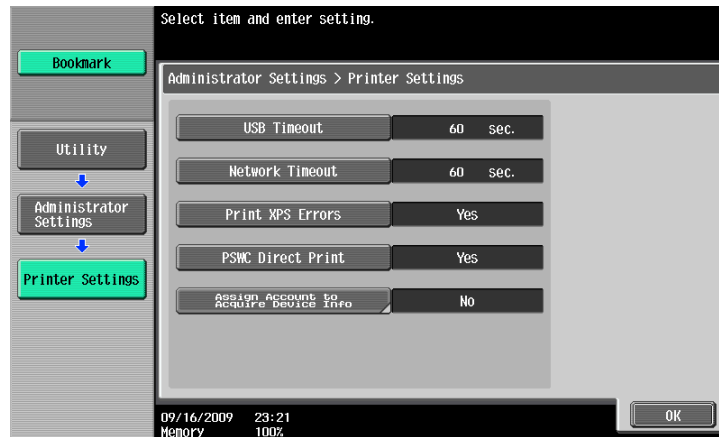 Select item and enter setting.
Bookmark
Administrator Settings > Printer Settings
USB Timeout 60 sec.
Utility
Network Timeout 60 sec.
Administrator
Settings
Print XPS Errors Yes
PSWC Direct Print Yes
Printer Settings
Assign Account to
Acquire Device Info
No
09/16/2009 23:21
Memory 100%
OK